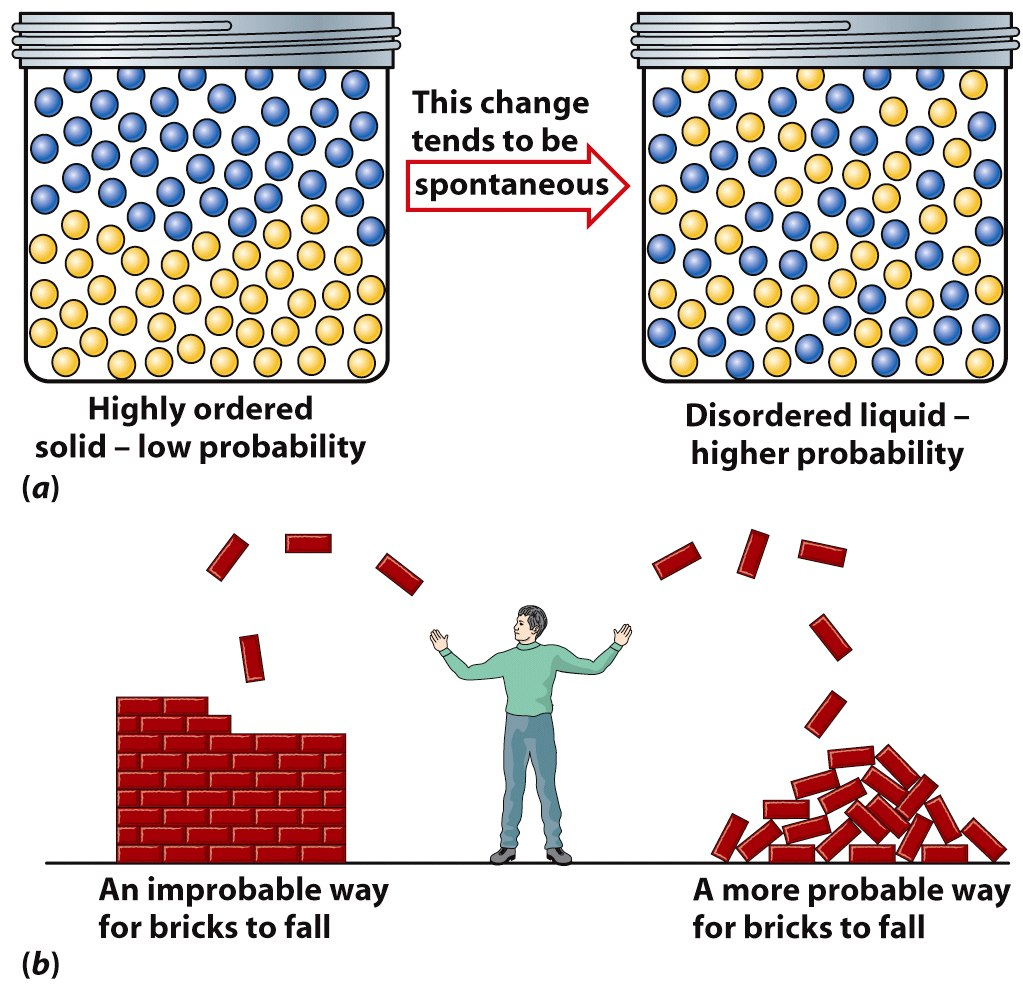 This change
tends to be
spontaneous
Highly ordered
solid – low probability
Disordered liquid –
higher probability
(a)
An improbable way
for bricks to fall
A more probable way
for bricks to fall
(b)